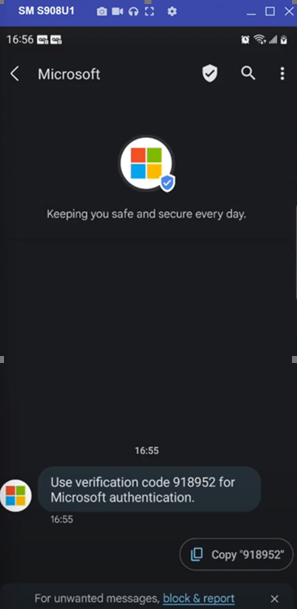 SM S908U1
16:56
Microsoft
Keeping you safe and secure every day.
16:55
Use verification code 918952 for
Microsoft authentication.
16:55
Copy "918952"
For unwanted messages, block & report